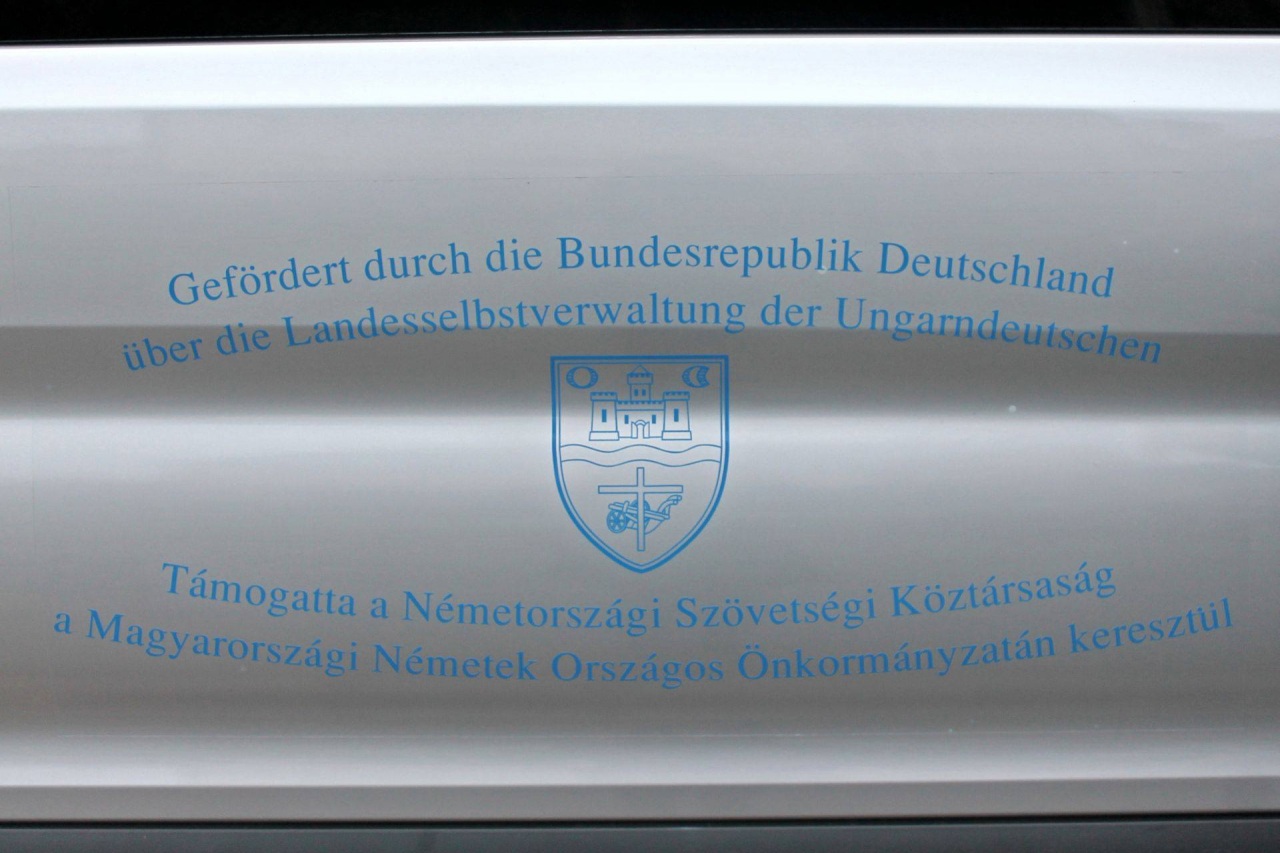 Gefördert durch die Bundesrepublik Deutschland
über die Landesselbstverwaltung der Ungarndeutschen
Támogatta a Németországi Szövetségi Köztársaság
a Magyarországi Németek Országos Önkormányzatán keresztül